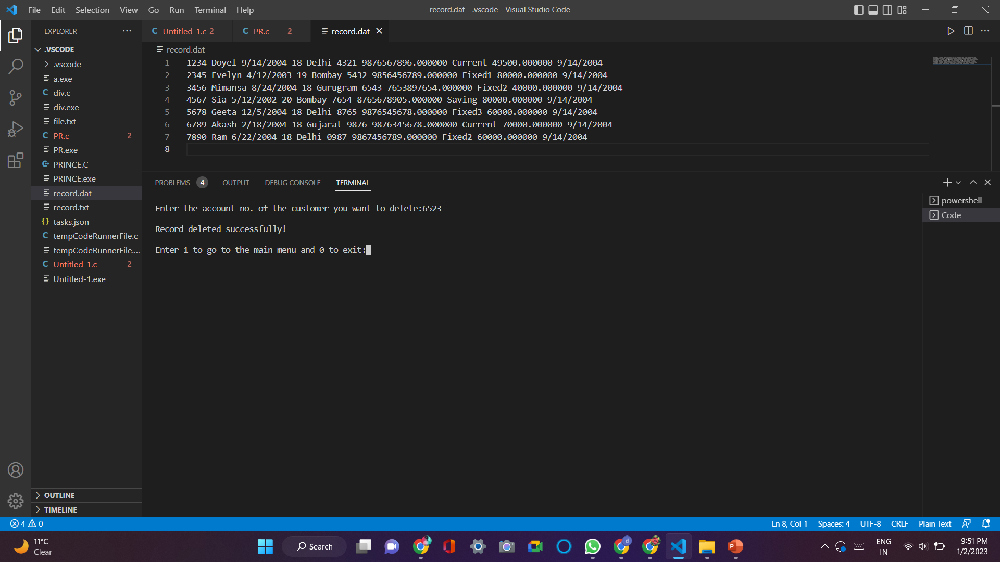 File Edit Selection View Go Run Terminal Help
record.dat - .vscode - Visual Studio Code
EXPLORER
.VSCODE
.vscode
a.exe
C div.c
div.exe
file.txt
C PR.c 2
PR.exe
PRINCE.C
PRINCE.exe
record.dat
record.txt
{} tasks.json
C tempCodeRunnerFile.c
tempCodeRunnerFile....
C Untitled-1.c 2
Untitled-1.exe
OUTLINE
TIMELINE
C Untitled-1.c 2
C PR.c 2
record.dat
record.dat
1 1234 Doyel 9/14/2004 18 Delhi 4321 9876567896.000000 Current 49500.000000 9/14/2004
2 2345 Evelyn 4/12/2003 19 Bombay 5432 9856456789.000000 Fixed1 80000.000000 9/14/2004
3 3456 Mimansa 8/24/2004 18 Gurugram 6543 7653897654.000000 Fixed2 40000.000000 9/14/2004
4 4567 Sia 5/12/2002 20 Bombay 7654 8765678905.000000 Saving 80000.000000 9/14/2004
5 5678 Geeta 12/5/2004 18 Delhi 8765 9876545678.000000 Fixed3 60000.000000 9/14/2004
6 6789 Akash 2/18/2004 18 Gujarat 9876 9876345678.000000 Current 70000.000000 9/14/2004
7 7890 Ram 6/22/2004 18 Delhi 0987 9867456789.000000 Fixed2 60000.000000 9/14/2004
8
PROBLEMS 4 OUTPUT DEBUG CONSOLE TERMINAL
Enter the account no. of the customer you want to delete:6523
Record deleted successfully!
Enter 1 to go to the main menu and 0 to exit:
powershell
Code
4 0
Ln 8, Col 1 Spaces: 4 UTF-8 CRLF Plain Text
11°C
Clear
Search
ENG
IN
9:51 PM
1/2/2023